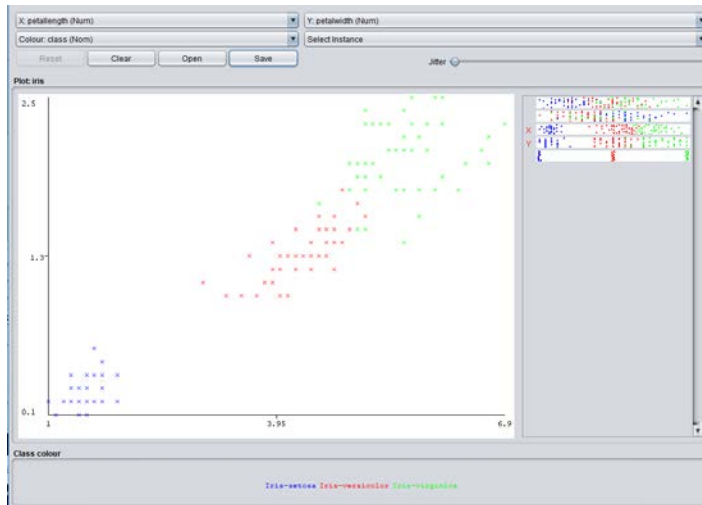 X: petallength (Num) Y: petalwidth (Num)
Colour: class (Nom) Select Instance
Reset Clear Open Save Jitter
Plot: iris
2.5
X
Y
1.3
0.1
1 3.95 6.9
Class colour
Iris-setosa Iris-versicolor Iris-virginica